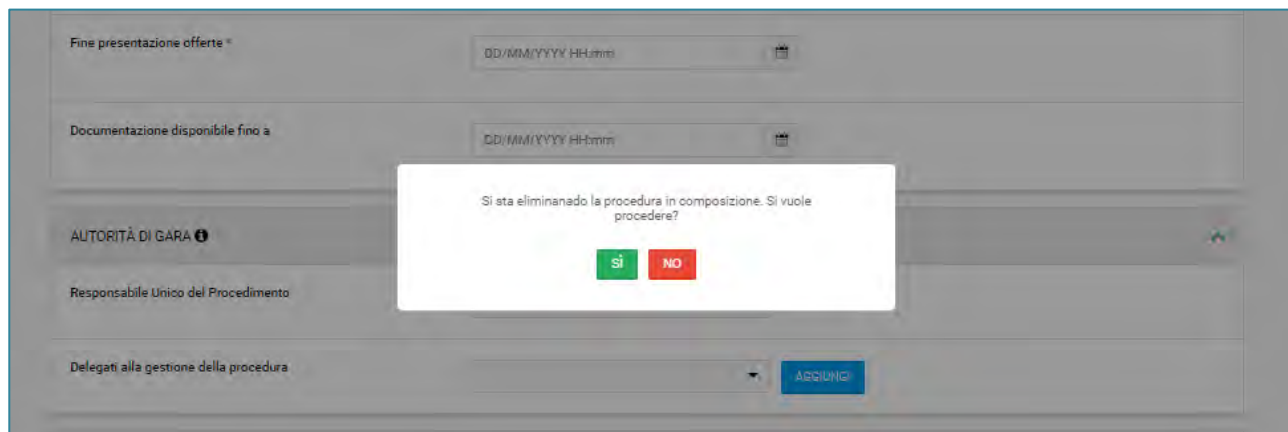 Fine presentazione offerte *
DD/MM/YYYY HH:mm
Documentazione disponibile fino a
DD/MM/YYYY HH:mm
Si sta eliminanado la procedura in composizione. Si vuole
procedere?
SÌ NO
AUTORITÀ DI GARA
Responsabile Unico del Procedimento
Delegati alla gestione della procedura
AGGIUNGI